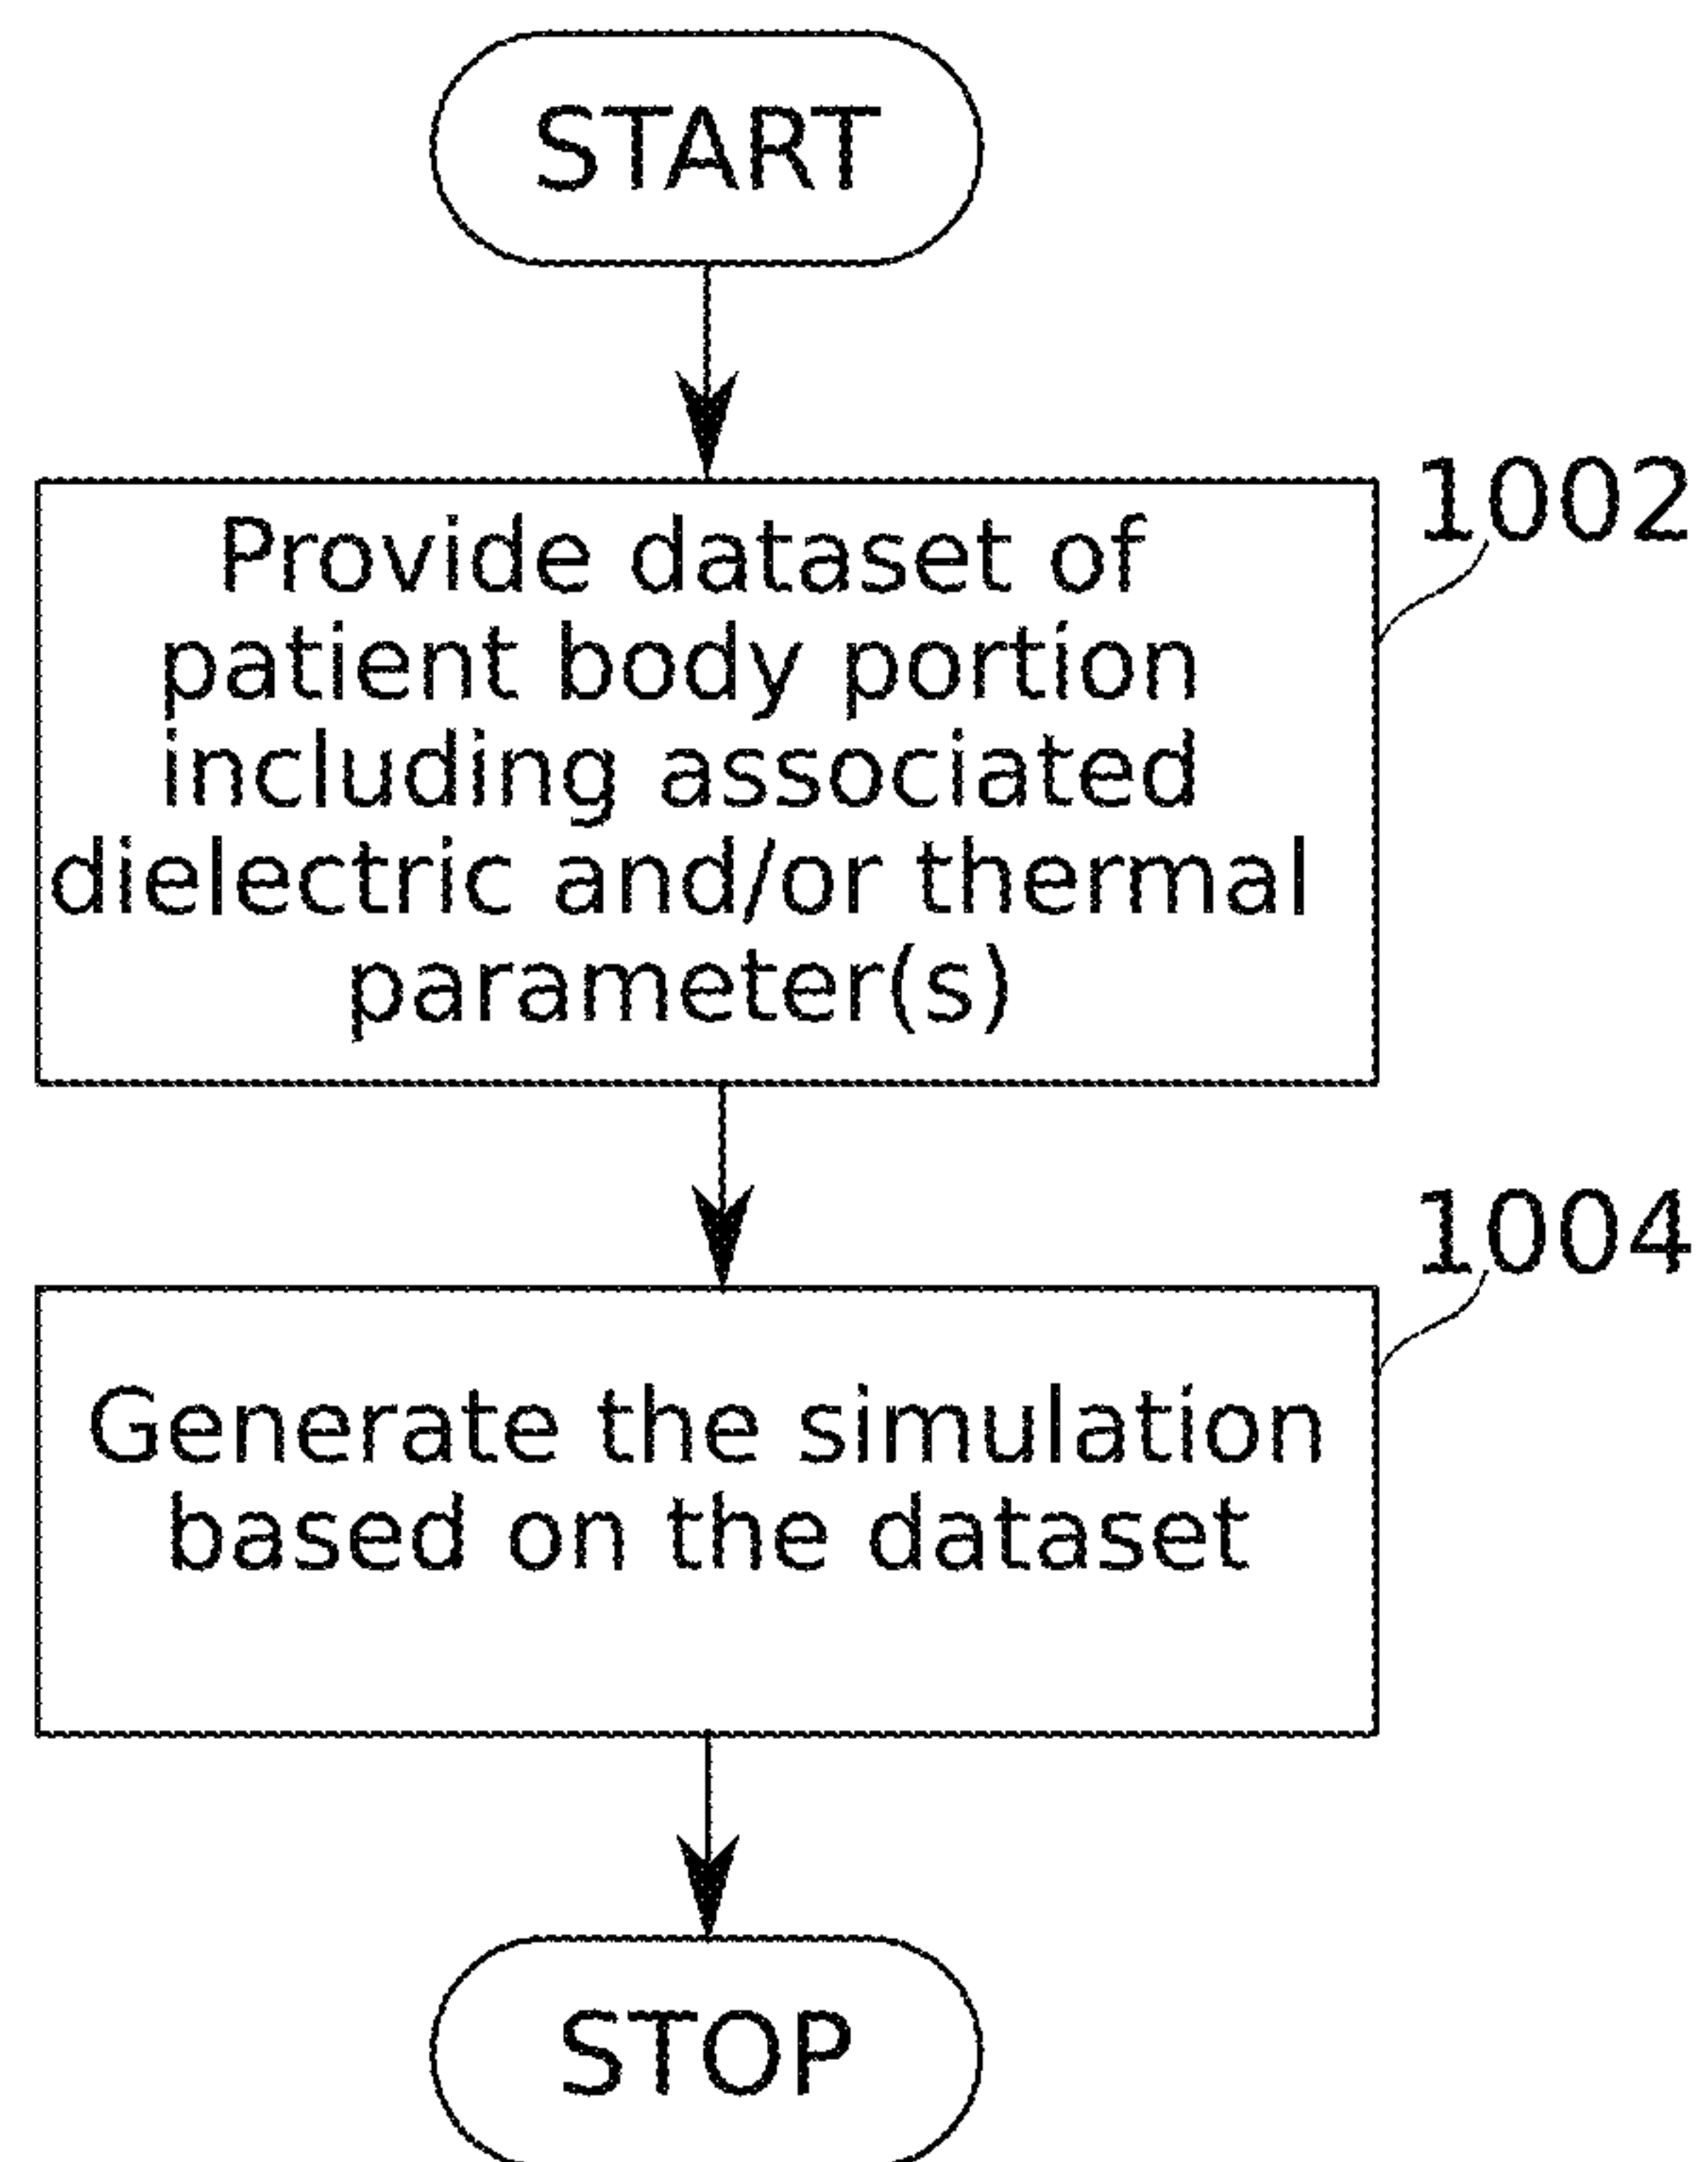 START
1002
Provide dataset of
patient body portion
including associated
dielectric and/or thermal
parameter(s)
1004
Generate the simulation
based on the dataset
STOP